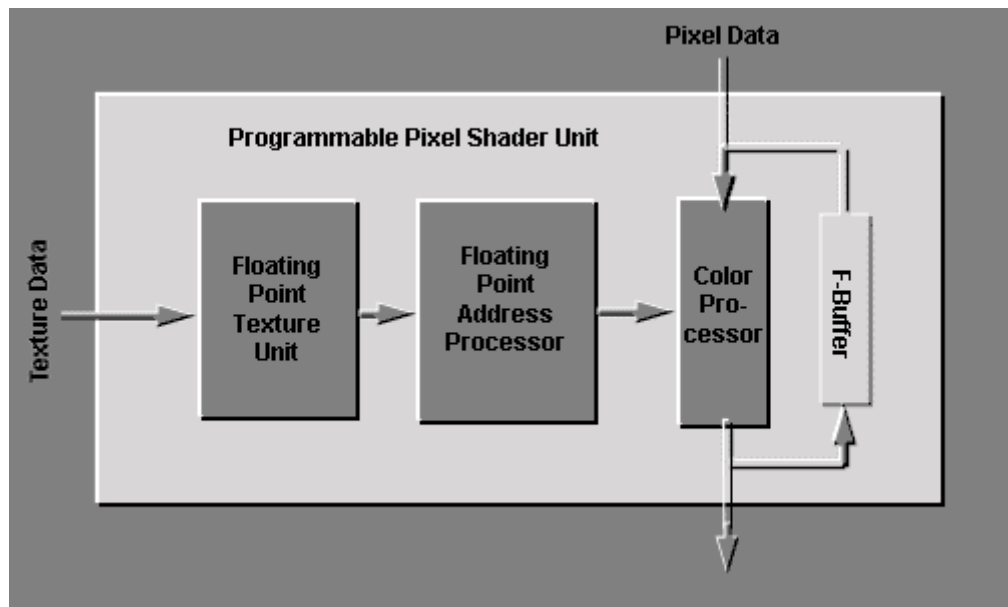 Pixel Data
Programmable Pixel Shader Unit
Texture Data
Floating
Point
Texture
Unit
Floating
Point
Address
Processor
Color
Pro-
cessor
F-Buffer